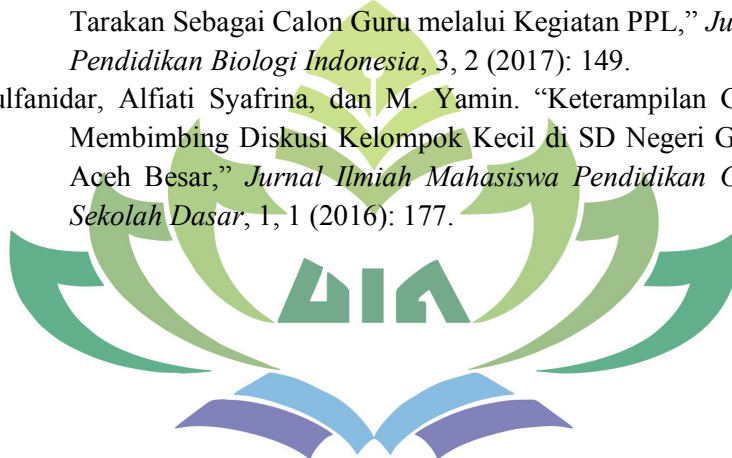 Tarakan Sebagai Calon Guru melalui Kegiatan PPL,” Ju
Pendidikan Biologi Indonesia, 3, 2 (2017): 149.
ulfanidar, Alfiati Syafrina, dan M. Yamin. “Keterampilan G
Membimbing Diskusi Kelompok Kecil di SD Negeri G
Aceh Besar,” Jurnal Ilmiah Mahasiswa Pendidikan G
Sekolah Dasar, 1, 1 (2016): 177.